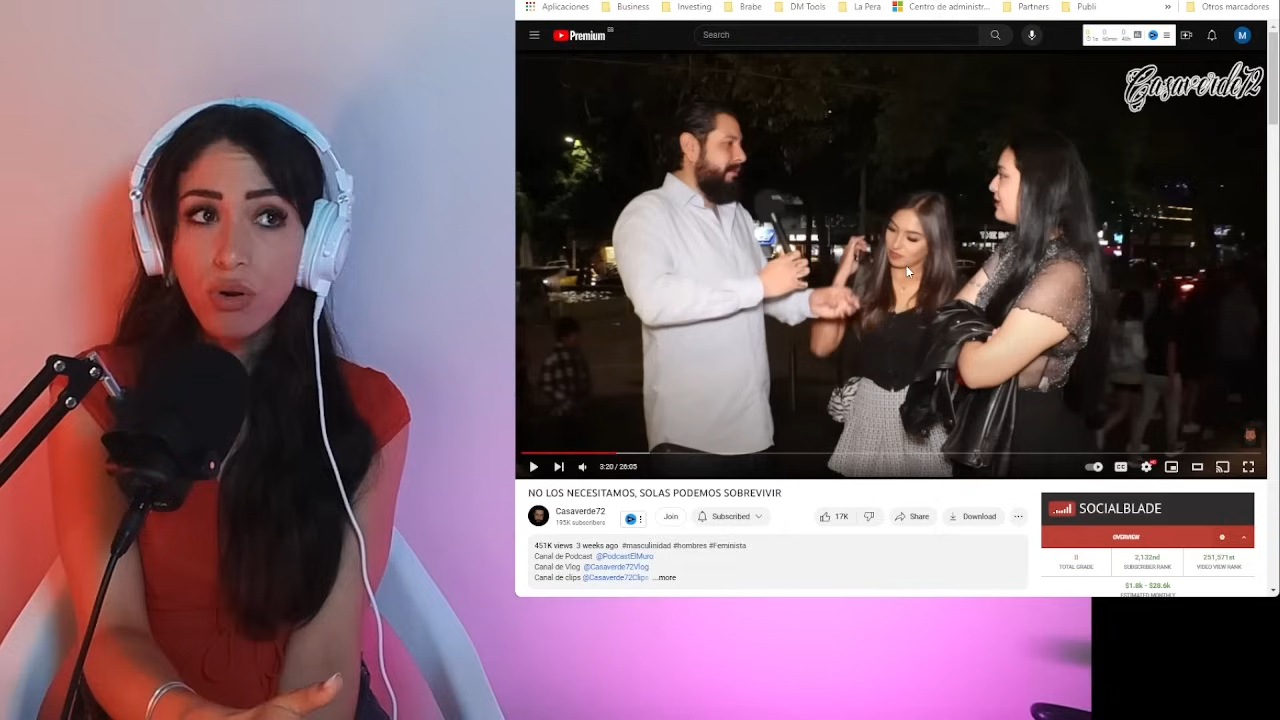 Aplicaciones Business Investing Brabe DM Tools La Pera Centro de administr... Partners Publi » Otros marcadores
Premium Search M
Casaverde72
3:20 / 26:05
NO LOS NECESITAMOS, SOLAS PODEMOS SOBREVIVIR
Casaverde72
195K subscribers
Join Subscribed 17K Share Download ...
451K views 3 weeks ago #masculinidad #hombres #Feminista
Canal de Podcast @PodcastElMuro
Canal de Vlog @Casaverde72Vlog
Canal de clips @Casaverde72Clips ...more
SOCIALBLADE
OVERVIEW
B 2,132nd 251,571st
TOTAL GRADE SUBSCRIBER RANK VIDEO VIEW RANK
$1.8k - $28.6k
ESTIMATED MONTHLY